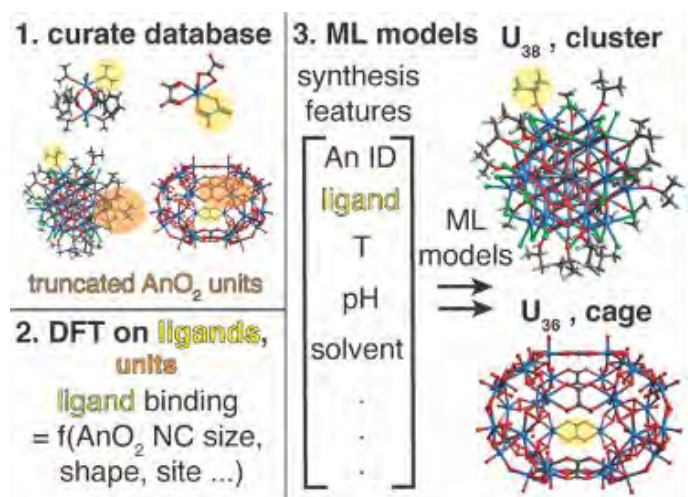 1. curate database
truncated AnO₂ units
2. DFT on ligands,
units
ligand binding
= f(AnO₂ NC size,
shape, site ...)
3. ML models
synthesis
features
An ID
ligand
T
pH
solvent
.
.
.
ML
models
U₃₈ , cluster
U₃₆ , cage